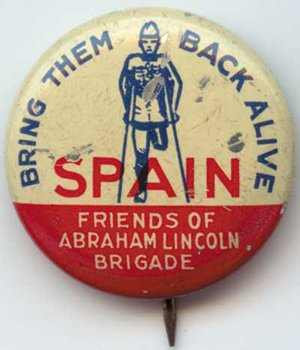 BRING THEM BACK ALIVE
SPAIN
FRIENDS OF
ABRAHAM LINCOLN
BRIGADE